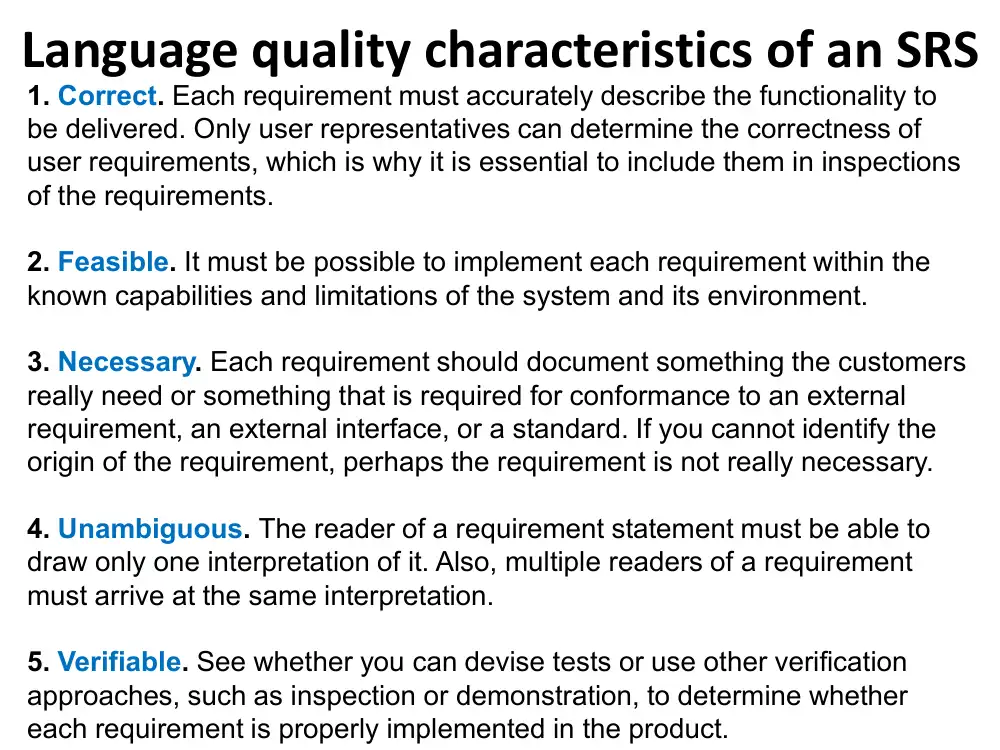 Language quality characteristics of an SRS
1. Correct. Each requirement must accurately describe the functionality to
be delivered. Only user representatives can determine the correctness of
user requirements, which is why it is essential to include them in inspections
of the requirements.
2. Feasible. It must be possible to implement each requirement within the
known capabilities and limitations of the system and its environment.
3. Necessary. Each requirement should document something the customers
really need or something that is required for conformance to an external
requirement, an external interface, or a standard. If you cannot identify the
origin of the requirement, perhaps the requirement is not really necessary.
4. Unambiguous. The reader of a requirement statement must be able to
draw only one interpretation of it. Also, multiple readers of a requirement
must arrive at the same interpretation.
5. Verifiable. See whether you can devise tests or use other verification
approaches, such as inspection or demonstration, to determine whether
each requirement is properly implemented in the product.